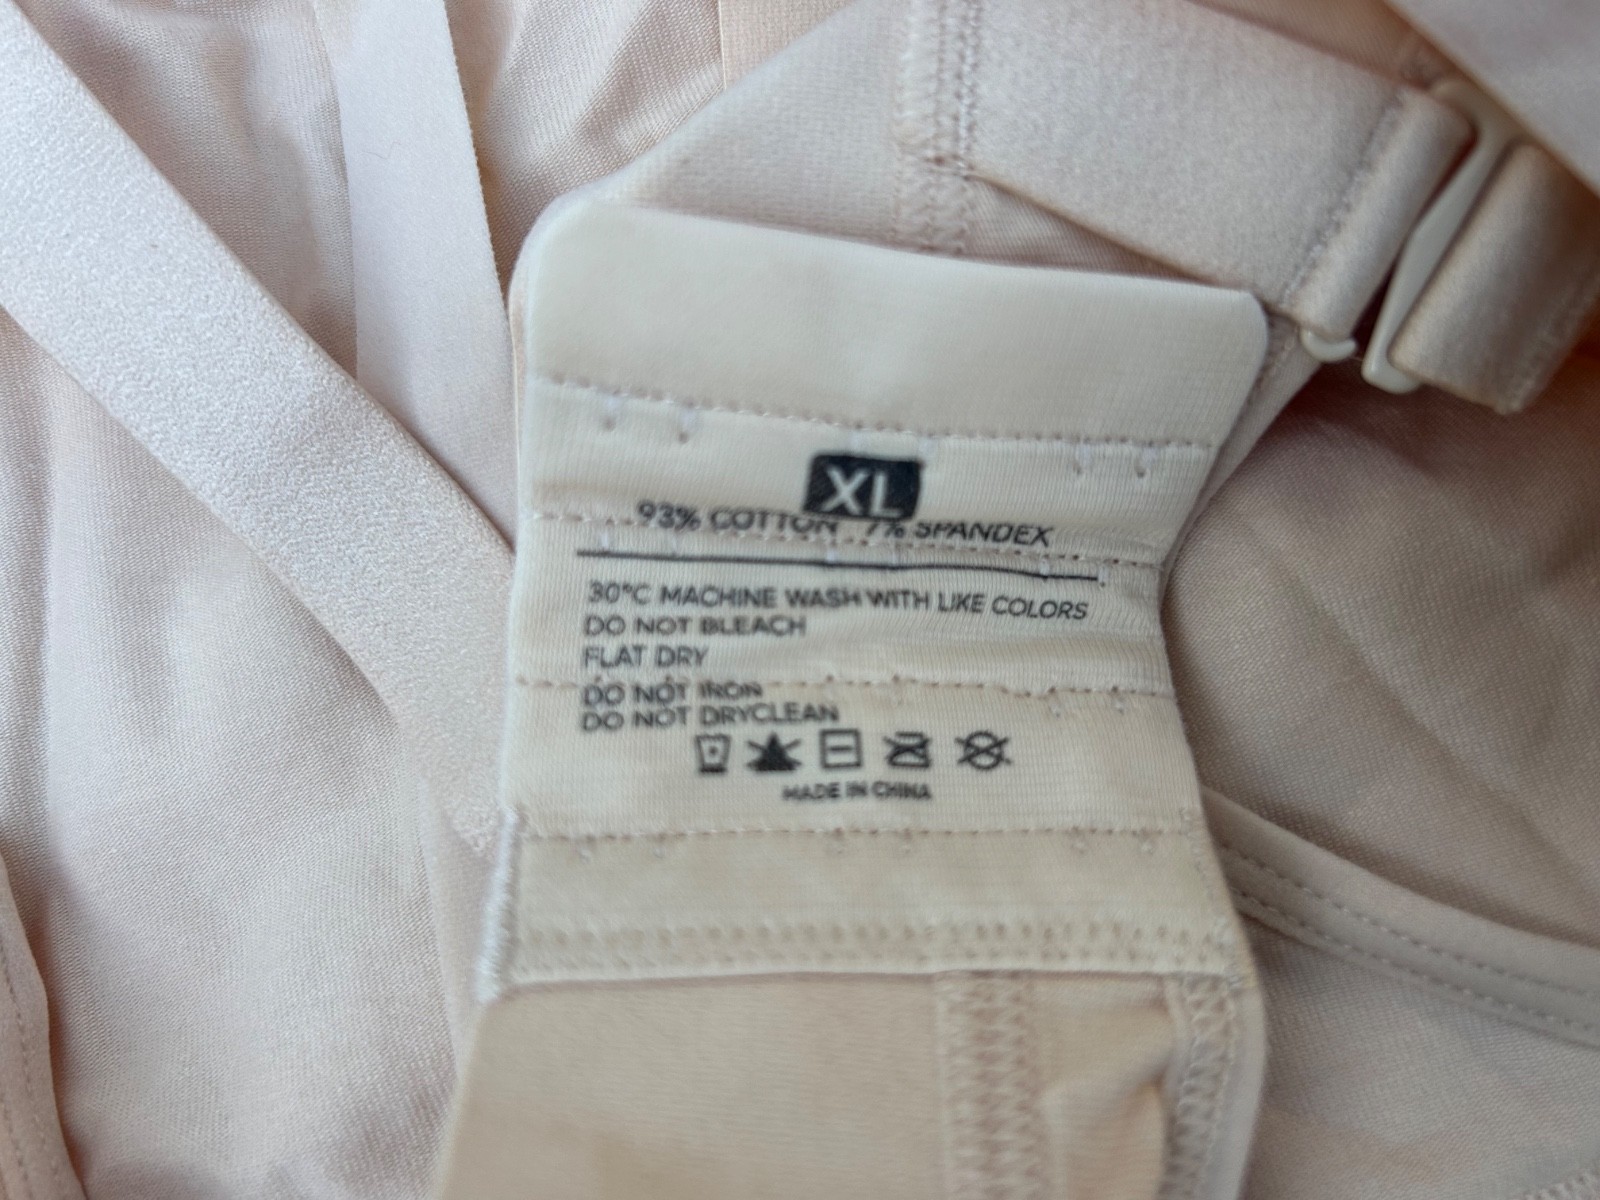 XL
93% COTTON 7% SPANDEX
30°C MACHINE WASH WITH LIKE COLORS
DO NOT BLEACH
FLAT DRY
DO NOT IRON
DO NOT DRYCLEAN
MADE IN CHINA